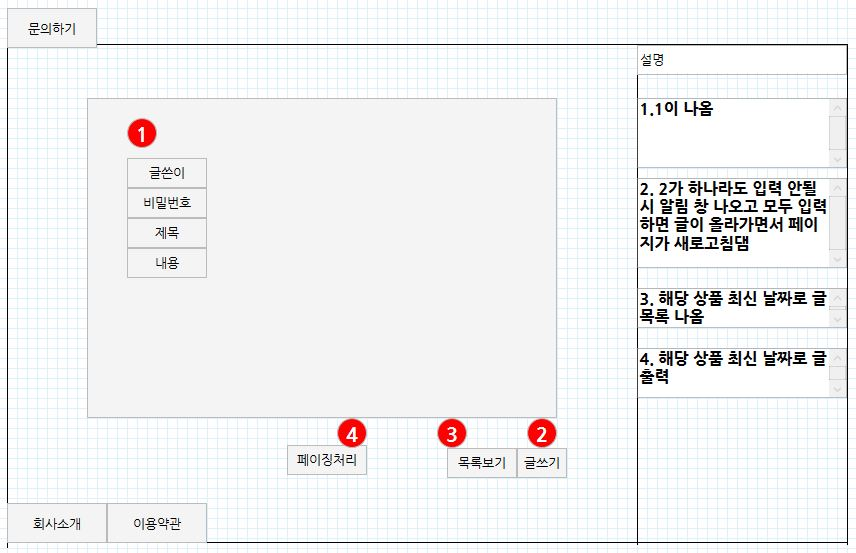 문의하기
설명
1
글쓴이
비밀번호
제목
내용
1.1이 나옴
2. 2가 하나라도 입력 안될
시 알림 창 나오고 모두 입력
하면 글이 올라가면서 페이
지가 새로고침댐
3. 해당 상품 최신 날짜로 글
목록 나옴
4. 해당 상품 최신 날짜로 글
출력
4
3
2
페이징처리
목록보기
글쓰기
회사소개
이용약관